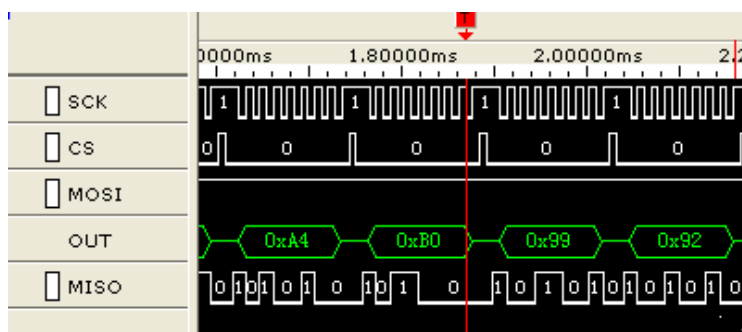 T
0000ms 1.80000ms 2.00000ms 2.2
SCK 1 1 1 1
CS 0 0 0 0 0
MOSI
OUT 0xA4 0xB0 0x99 0x92
MISO 0 1 0 1 0 1 0 1 0 1 1 0 1 0 1 0 1 0 1 0 1 0 1 0